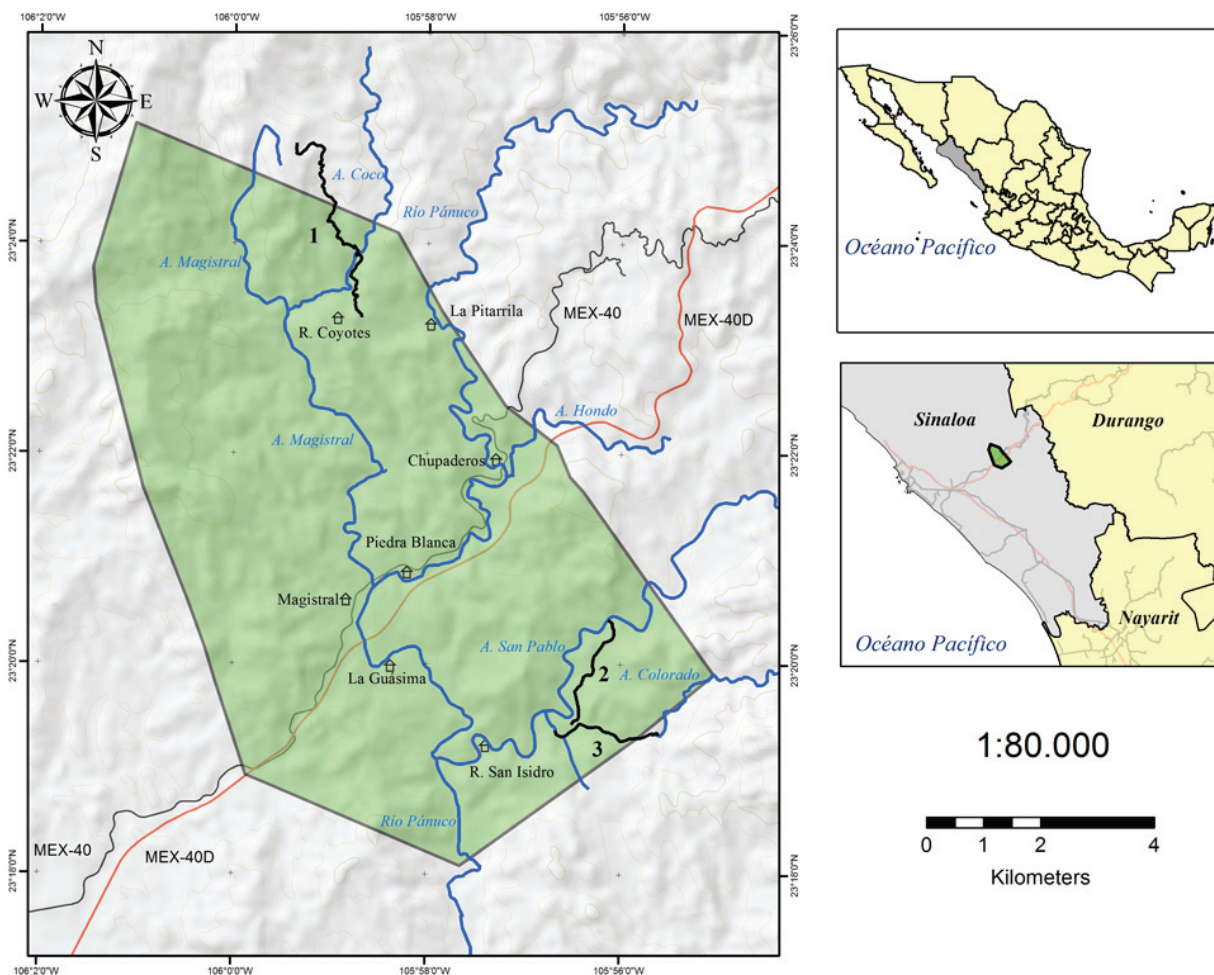 106°2'0"W
106°0'0"W
105°58'0"W
105°56'0"W
23°26'0"N
N
W
E
S
A. Coco
Río Pánuco
23°24'0"N
1
23°24'0"N
A. Magistral
La Pitarrila
MEX-40
R. Coyotes
MEX-40D
A. Hondo
A. Magistral
23°22'0"N
Chupaderos
23°22'0"N
Piedra Blanca
Magistral
23°20'0"N
A. San Pablo
23°20'0"N
La Guásima
2
A. Colorado
3
R. San Isidro
Río Pánuco
MEX-40
MEX-40D
23°18'0"N
23°18'0"N
106°2'0"W
106°0'0"W
105°58'0"W
105°56'0"W
Océano Pacífico
Sinaloa
Durango
Nayarit
Océano Pacífico
1:80.000
0 1 2 4
Kilometers